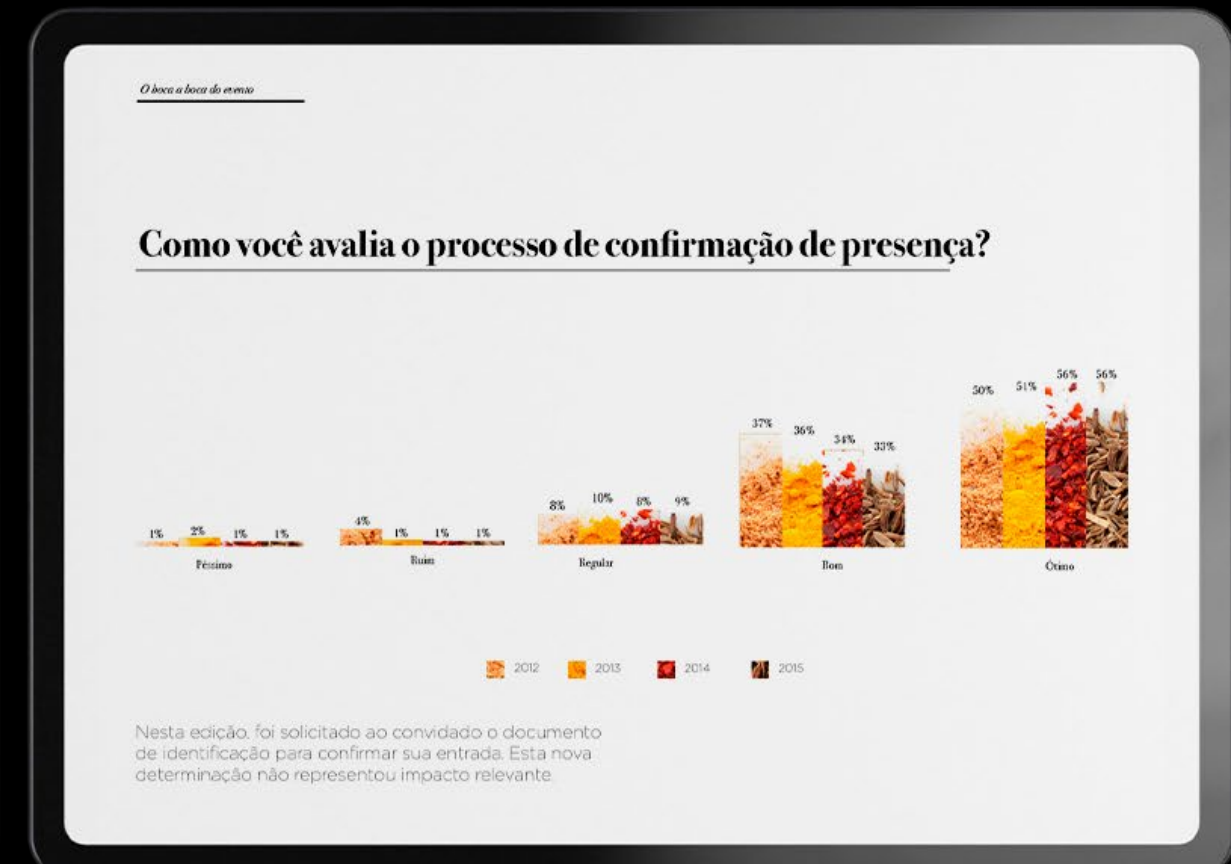 O boca a boca do evento
Como você avalia o processo de confirmação de presença?
1% 2% 1% 1%
4% 1% 1% 1%
8% 10% 8% 9%
37% 36% 34% 33%
50% 51% 56% 56%
Péssimo Ruim Regular Bom Ótimo
2012 2013 2014 2015
Nesta edição, foi solicitado ao convidado o documento
de identificação para confirmar sua entrada. Esta nova
determinação não representou impacto relevante